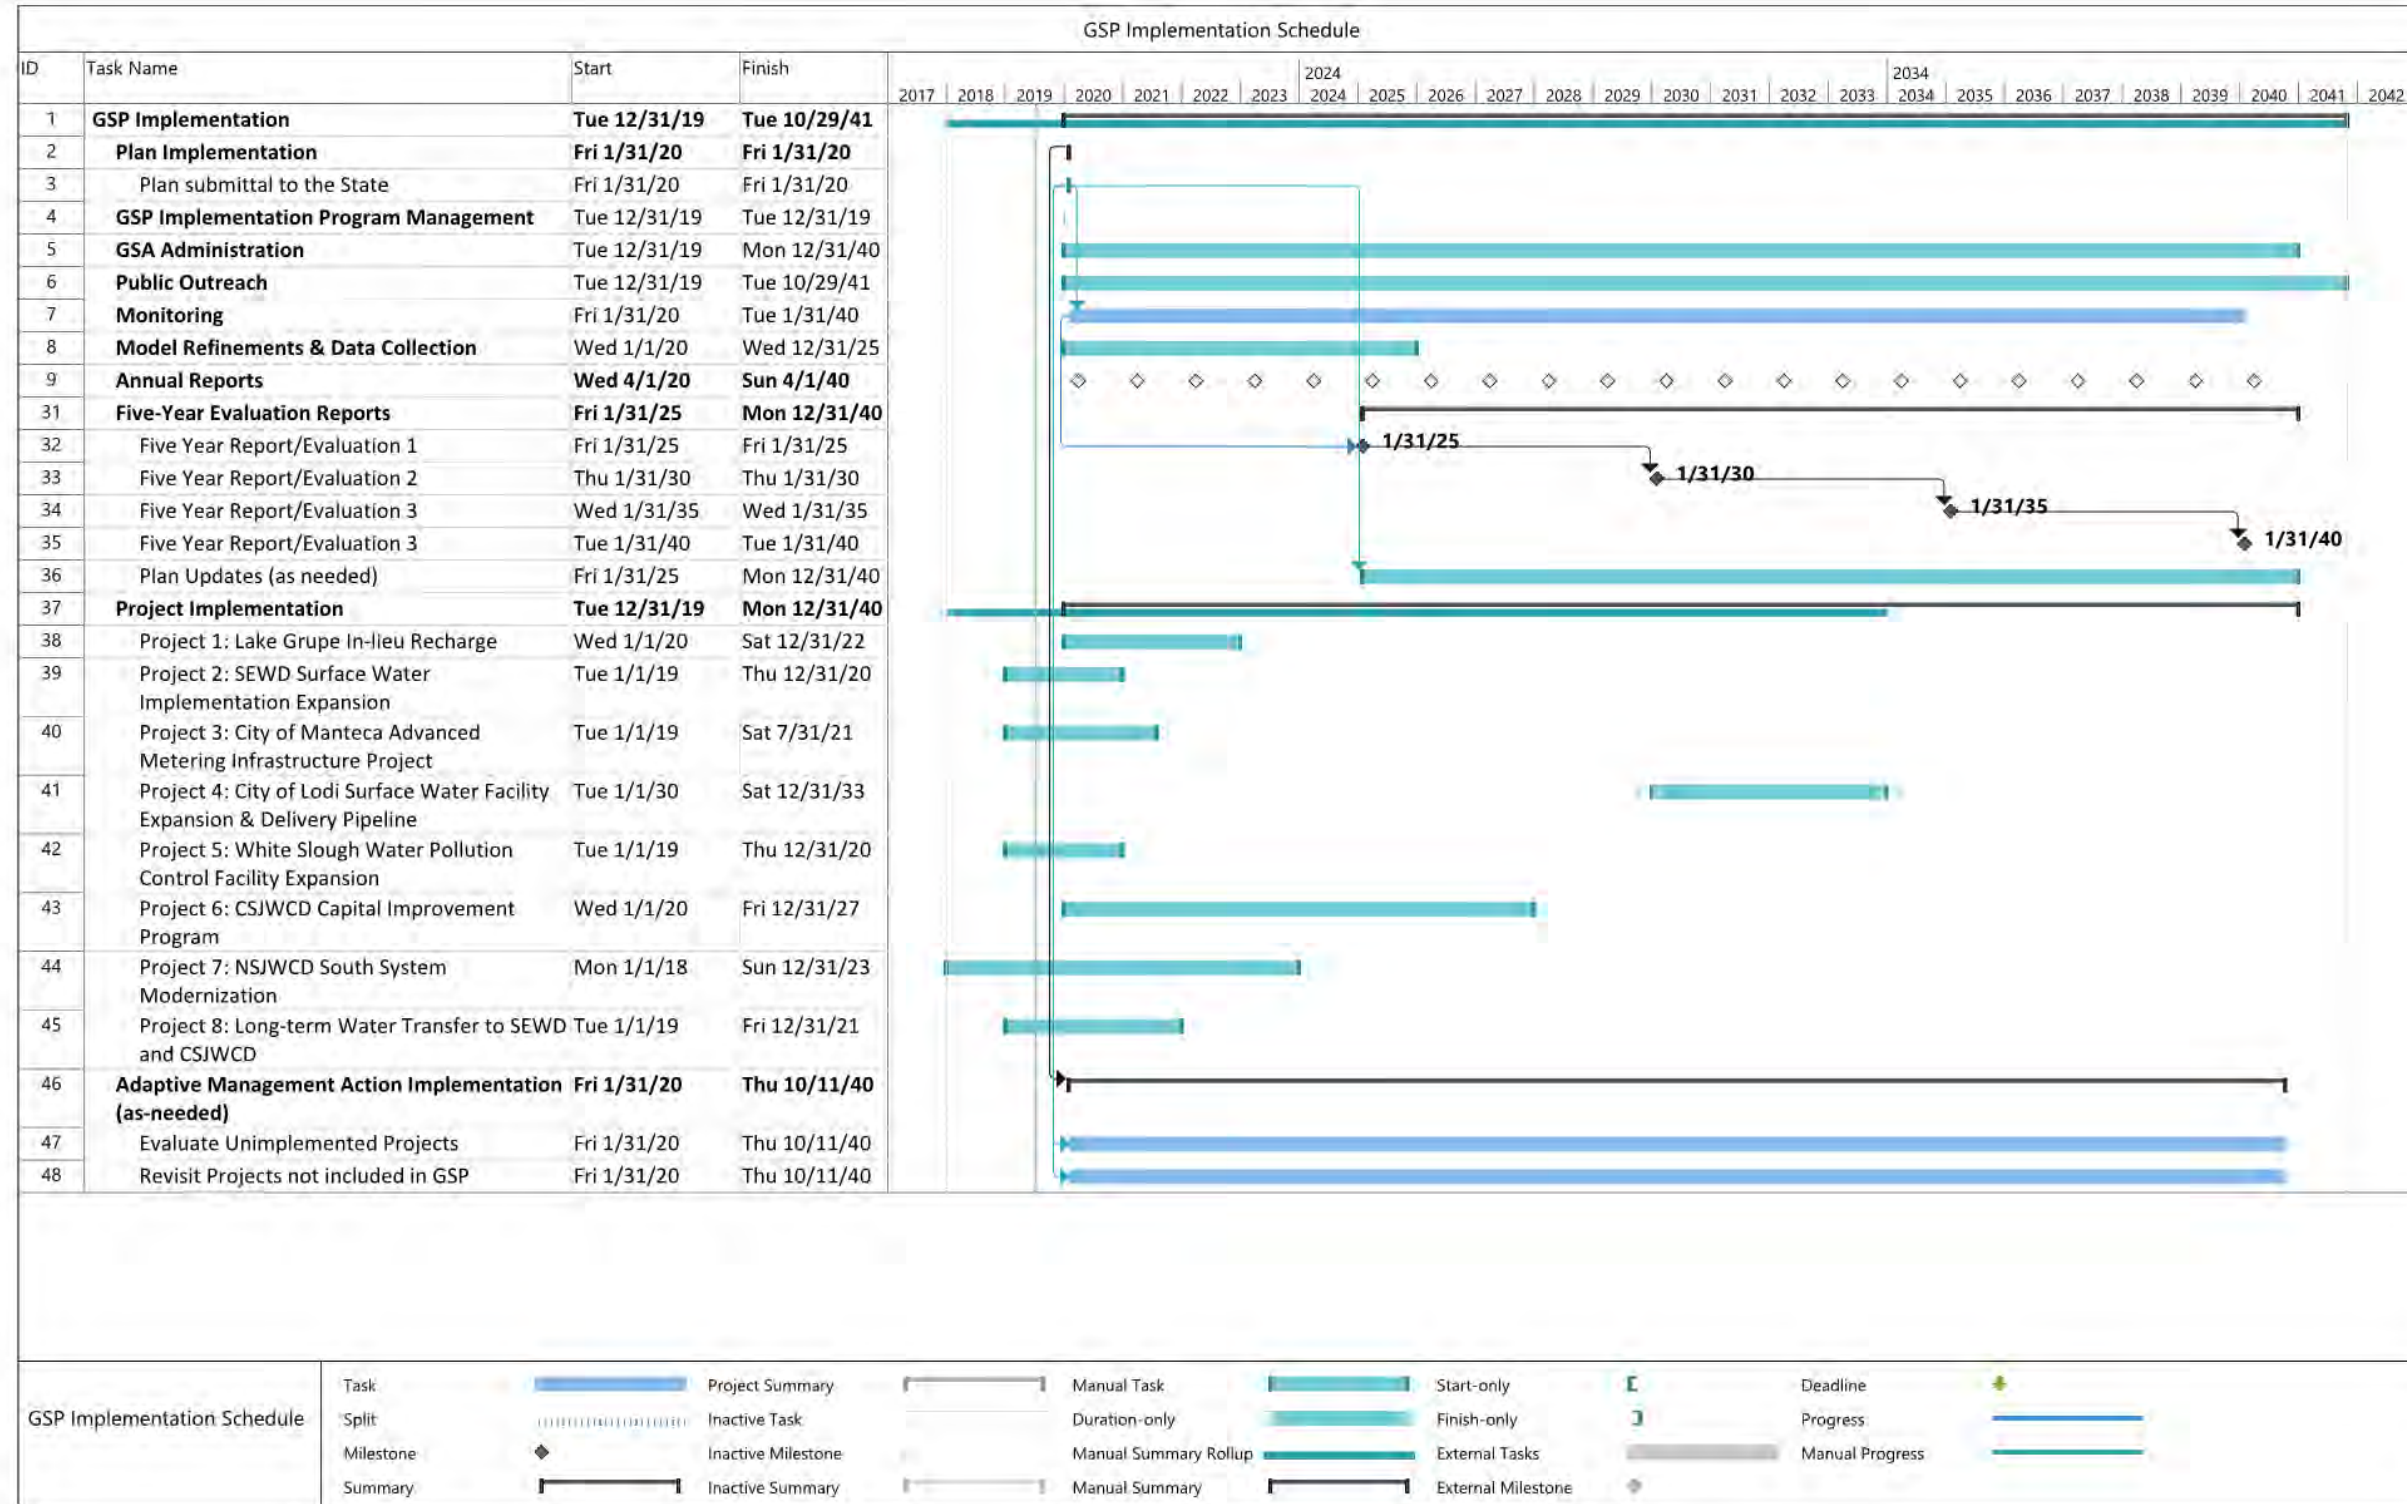 GSP Implementation Schedule
ID Task Name Start Finish 2024 2034
2017 2018 2019 2020 2021 2022 2023 2024 2025 2026 2027 2028 2029 2030 2031 2032 2033 2034 2035 2036 2037 2038 2039 2040 2041 2042
1 GSP Implementation Tue 12/31/19 Tue 10/29/41
2 Plan Implementation Fri 1/31/20 Fri 1/31/20
3 Plan submittal to the State Fri 1/31/20 Fri 1/31/20
4 GSP Implementation Program Management Tue 12/31/19 Tue 12/31/19
5 GSA Administration Tue 12/31/19 Mon 12/31/40
6 Public Outreach Tue 12/31/19 Tue 10/29/41
7 Monitoring Fri 1/31/20 Tue 1/31/40
8 Model Refinements & Data Collection Wed 1/1/20 Wed 12/31/25
9 Annual Reports Wed 4/1/20 Sun 4/1/40
31 Five-Year Evaluation Reports Fri 1/31/25 Mon 12/31/40
32 Five Year Report/Evaluation 1 Fri 1/31/25 Fri 1/31/25 1/31/25
33 Five Year Report/Evaluation 2 Thu 1/31/30 Thu 1/31/30 1/31/30
34 Five Year Report/Evaluation 3 Wed 1/31/35 Wed 1/31/35 1/31/35
35 Five Year Report/Evaluation 3 Tue 1/31/40 Tue 1/31/40 1/31/40
36 Plan Updates (as needed) Fri 1/31/25 Mon 12/31/40
37 Project Implementation Tue 12/31/19 Mon 12/31/40
38 Project 1: Lake Grupe In-lieu Recharge Wed 1/1/20 Sat 12/31/22
39 Project 2: SEWD Surface Water Tue 1/1/19 Thu 12/31/20
Implementation Expansion
40 Project 3: City of Manteca Advanced Tue 1/1/19 Sat 7/31/21
Metering Infrastructure Project
41 Project 4: City of Lodi Surface Water Facility Tue 1/1/30 Sat 12/31/33
Expansion & Delivery Pipeline
42 Project 5: White Slough Water Pollution Tue 1/1/19 Thu 12/31/20
Control Facility Expansion
43 Project 6: CSJWCD Capital Improvement Wed 1/1/20 Fri 12/31/27
Program
44 Project 7: NSJWCD South System Mon 1/1/18 Sun 12/31/23
Modernization
45 Project 8: Long-term Water Transfer to SEWD Tue 1/1/19 Fri 12/31/21
and CSJWCD
46 Adaptive Management Action Implementation Fri 1/31/20 Thu 10/11/40
(as-needed)
47 Evaluate Unimplemented Projects Fri 1/31/20 Thu 10/11/40
48 Revisit Projects not included in GSP Fri 1/31/20 Thu 10/11/40
GSP Implementation Schedule
Task Project Summary Manual Task Start-only Deadline
Split Inactive Task Duration-only Finish-only Progress
Milestone Inactive Milestone Manual Summary Rollup External Tasks Manual Progress
Summary Inactive Summary Manual Summary External Milestone